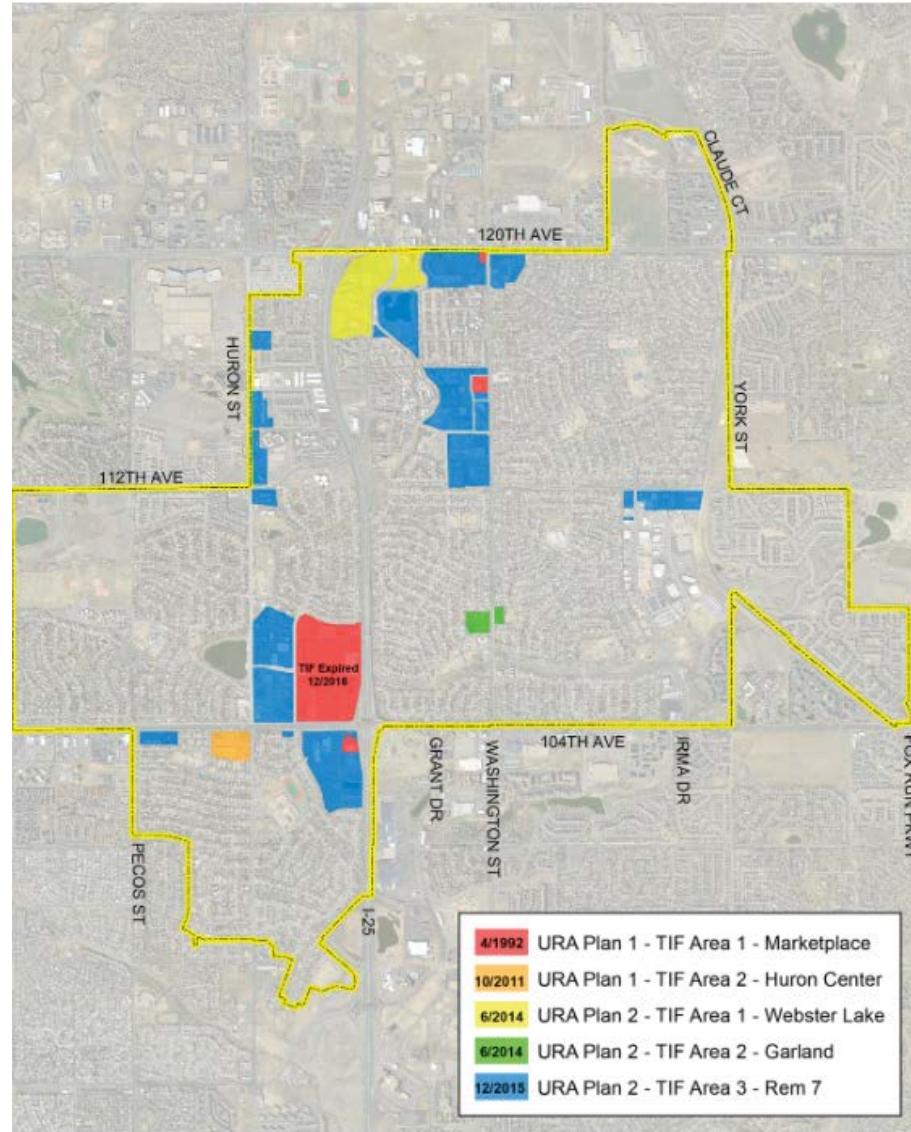 CLAUDE CT
120TH AVE
HURON ST
YORK ST
112TH AVE
TIF Expired
12/2016
104TH AVE
GRANT DR.
WASHINGTON ST
IRMA DR
FOX RUN PKWY
PECOS ST
I-25
4/1992 URA Plan 1 - TIF Area 1 - Marketplace
10/2011 URA Plan 1 - TIF Area 2 - Huron Center
6/2014 URA Plan 2 - TIF Area 1 - Webster Lake
6/2014 URA Plan 2 - TIF Area 2 - Garland
12/2015 URA Plan 2 - TIF Area 3 - Rem 7